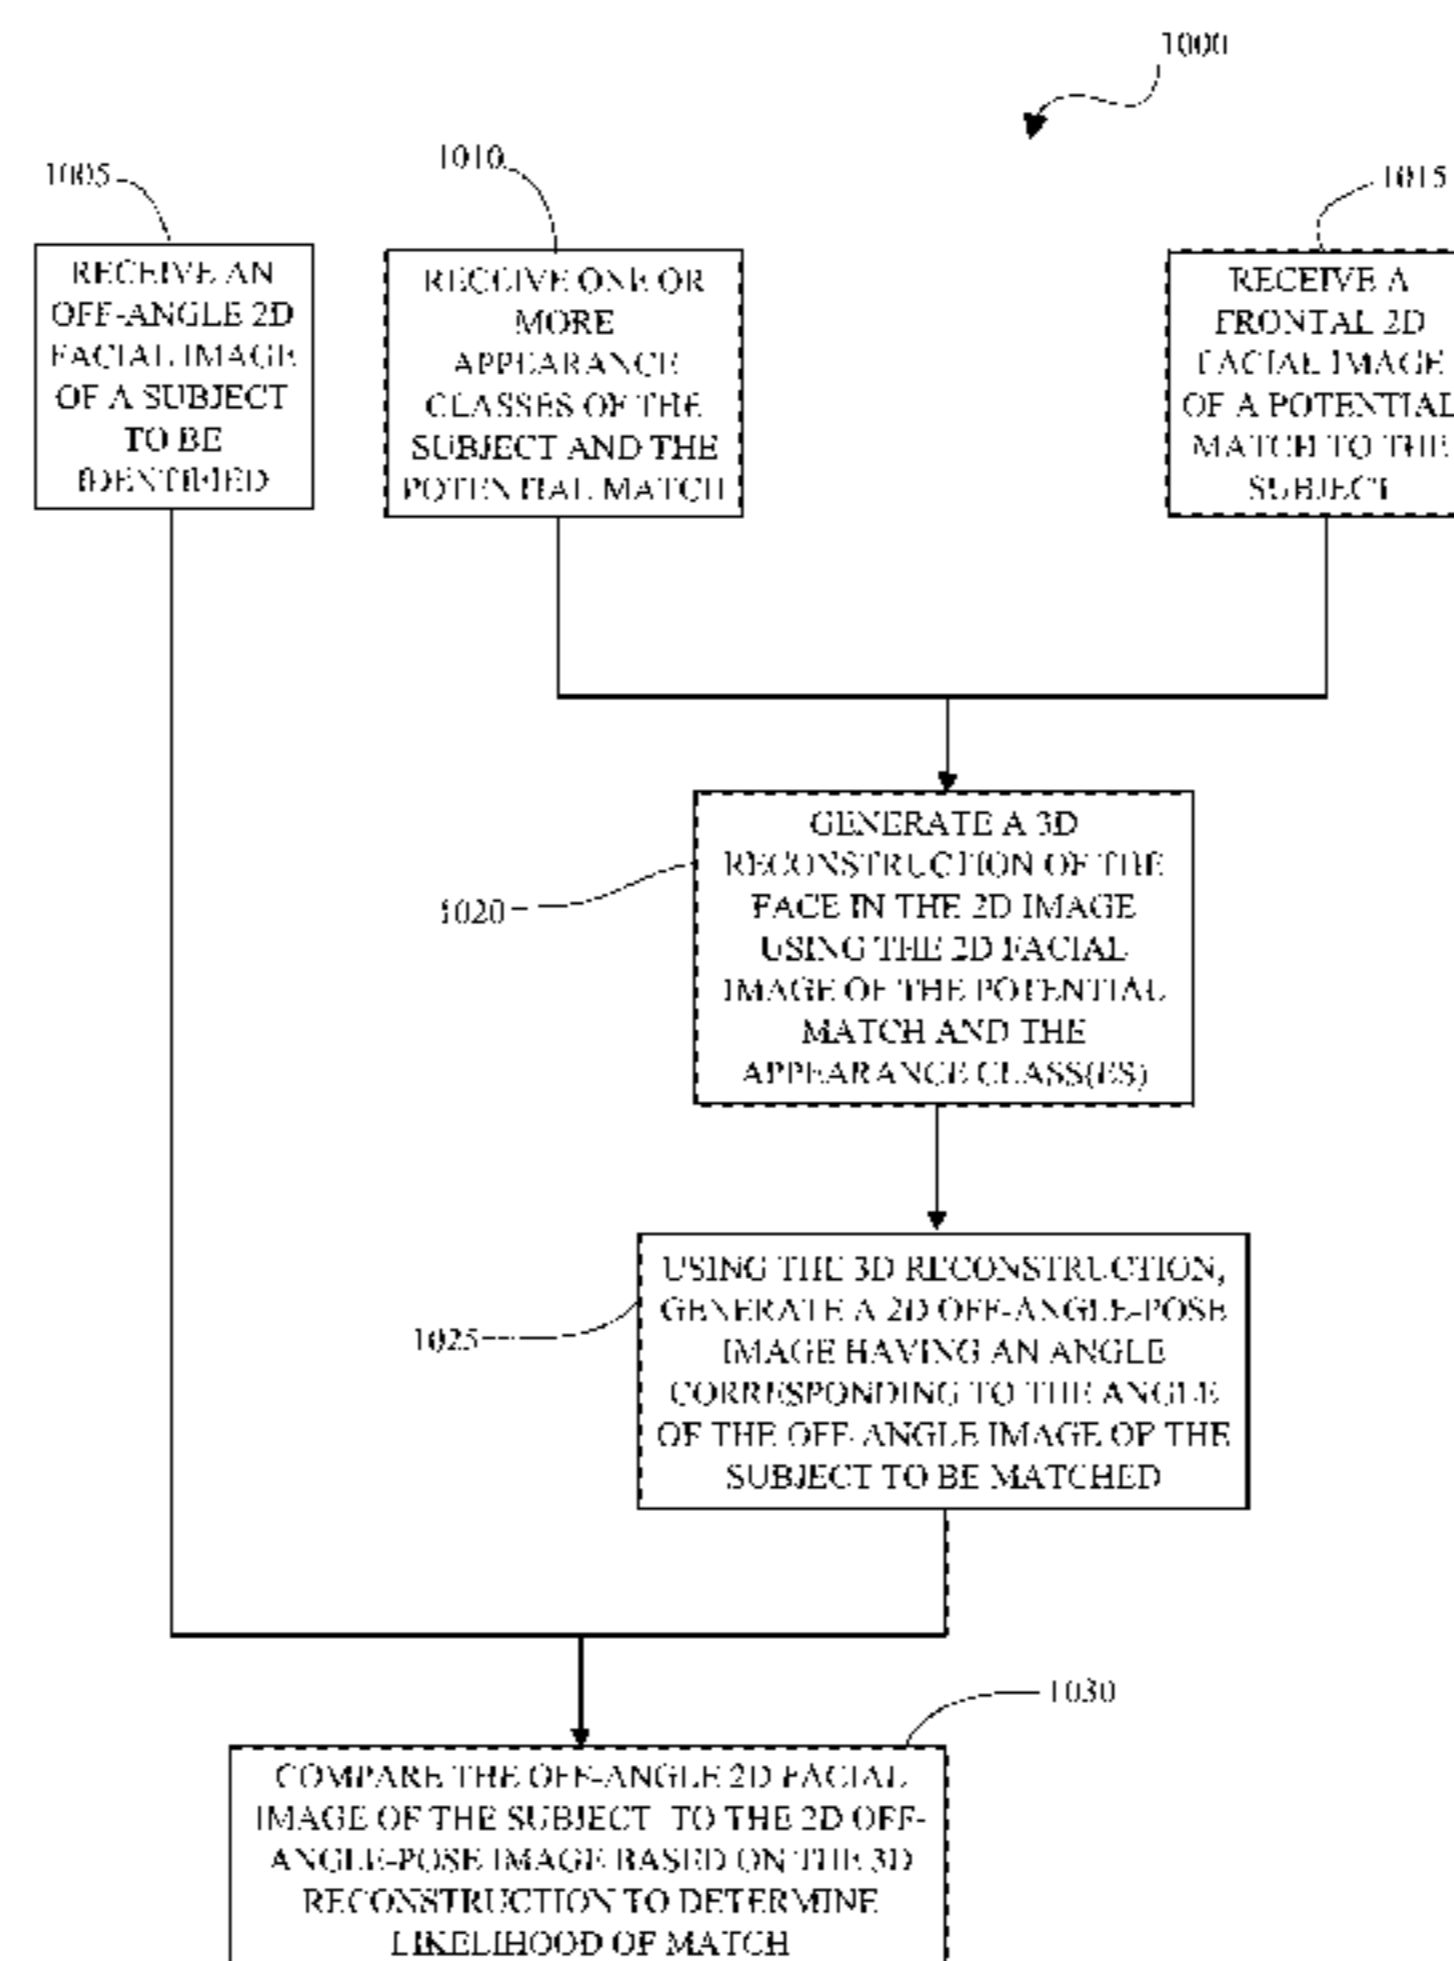 1000
1005
RECEIVE AN
OFF-ANGLE 2D
FACIAL IMAGE
OF A SUBJECT
TO BE
IDENTIFIED
1010
RECEIVE ONE OR
MORE
APPEARANCE
CLASSES OF THE
SUBJECT AND THE
POTENTIAL MATCH
1015
RECEIVE A
FRONTAL 2D
FACIAL IMAGE
OF A POTENTIAL
MATCH TO THE
SUBJECT
1020
GENERATE A 3D
RECONSTRUCTION OF THE
FACE IN THE 2D IMAGE
USING THE 2D FACIAL
IMAGE OF THE POTENTIAL
MATCH AND THE
APPEARANCE CLASS(ES)
1025
USING THE 3D RECONSTRUCTION,
GENERATE A 2D OFF-ANGLE-POSE
IMAGE HAVING AN ANGLE
CORRESPONDING TO THE ANGLE
OF THE OFF-ANGLE IMAGE OF THE
SUBJECT TO BE MATCHED
1030
COMPARE THE OFF-ANGLE 2D FACIAL
IMAGE OF THE SUBJECT TO THE 2D OFF-
ANGLE-POSE IMAGE BASED ON THE 3D
RECONSTRUCTION TO DETERMINE
LIKELIHOOD OF MATCH